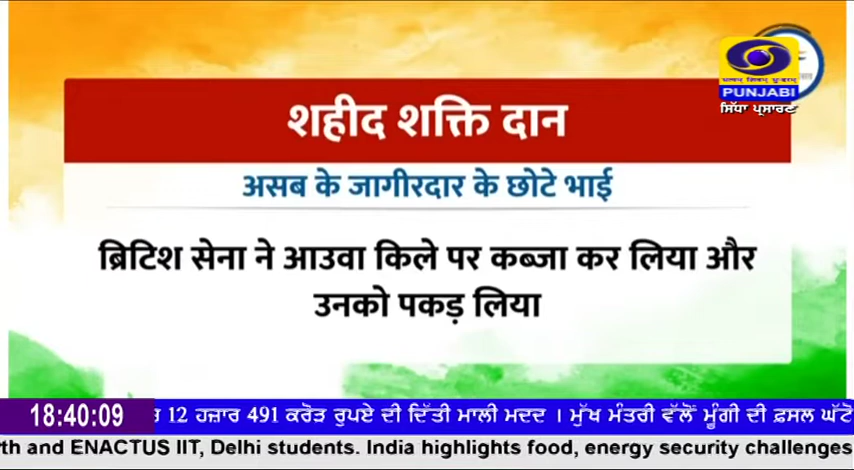 PUNJABI
ਸਿੱਧਾ ਪ੍ਰਸਾਰਣ
शहीद शक्ति दान
असब के जागीरदार के छोटे भाई
ब्रिटिश सेना ने आउवा किले पर कब्जा कर लिया और
उनको पकड़ लिया
18:40:09
12 ਹਜ਼ਾਰ 491 ਕਰੋੜ ਰੁਪਏ ਦੀ ਦਿੱਤੀ ਮਾਲੀ ਮਦਦ । ਮੁੱਖ ਮੰਤਰੀ ਵੱਲੋਂ ਮੂੰਗੀ ਦੀ ਫ਼ਸਲ ਘੱਟੋ
th and ENACTUS IIT, Delhi students. India highlights food, energy security challenges